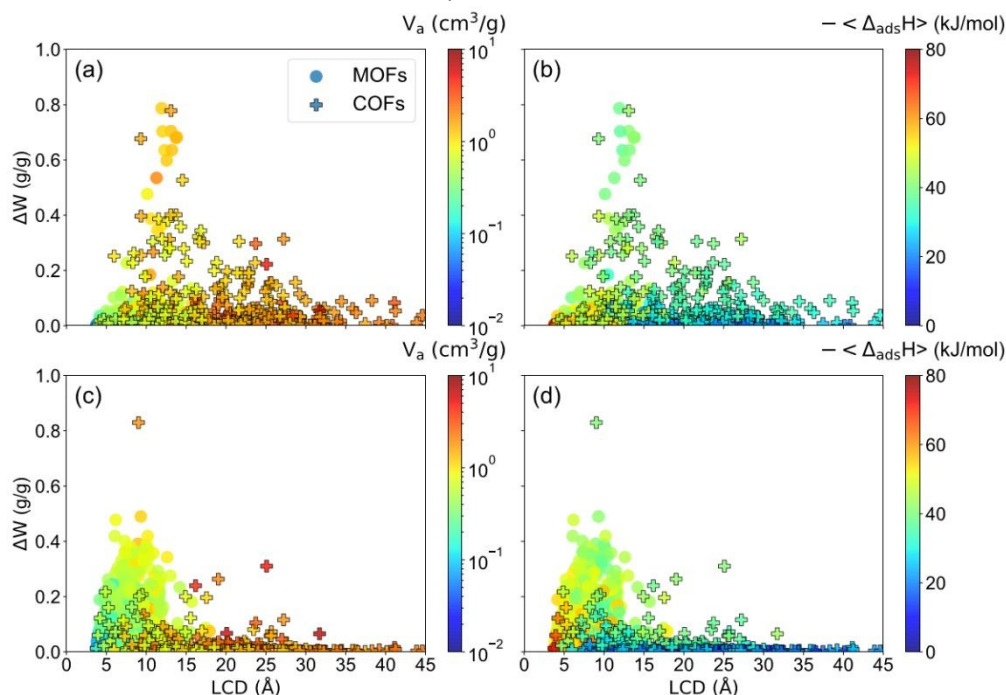 Vₐ (cm³/g)
− < ΔₐdₛH> (kJ/mol)
(a)
MOFs
COFs
ΔW (g/g)
1.0
0.8
0.6
0.4
0.2
0.0
10¹
10⁰
10⁻¹
10⁻²
(b)
80
60
40
20
0
Vₐ (cm³/g)
− < ΔₐdₛH> (kJ/mol)
(c)
ΔW (g/g)
1.0
0.8
0.6
0.4
0.2
0.0
10¹
10⁰
10⁻¹
10⁻²
(d)
80
60
40
20
0
0 5 10 15 20 25 30 35 40 45
0 5 10 15 20 25 30 35 40 45
LCD (Å)
LCD (Å)